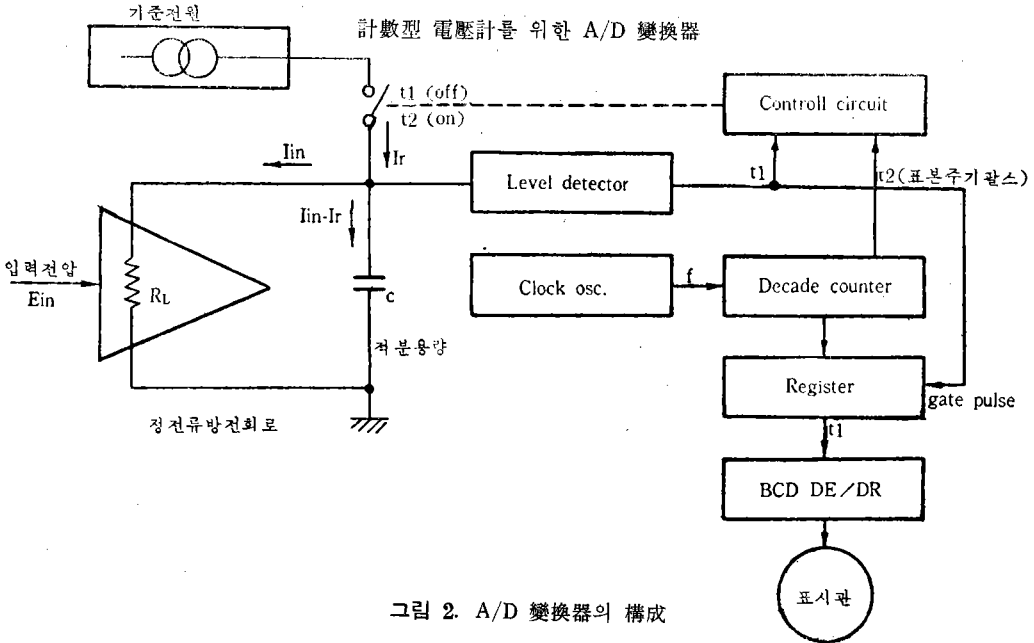 기준전원
計數型 電壓計를 위한 A/D 變換器
t1 (off)
t2 (on)
Controll circuit
Iin
Ir
Level detector
t1
t2(표본주기팔스)
Iin-Ir
입력전압
Ein
RL
c
Clock osc.
f
Decade counter
적분용량
Register
gate pulse
정전류방전회로
t1
BCD DE/DR
표시관
그림 2. A/D 變換器의 構成